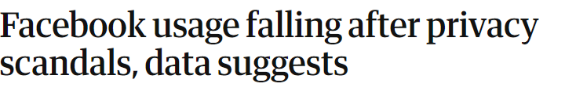 Facebook usage falling after privacy
scandals, data suggests